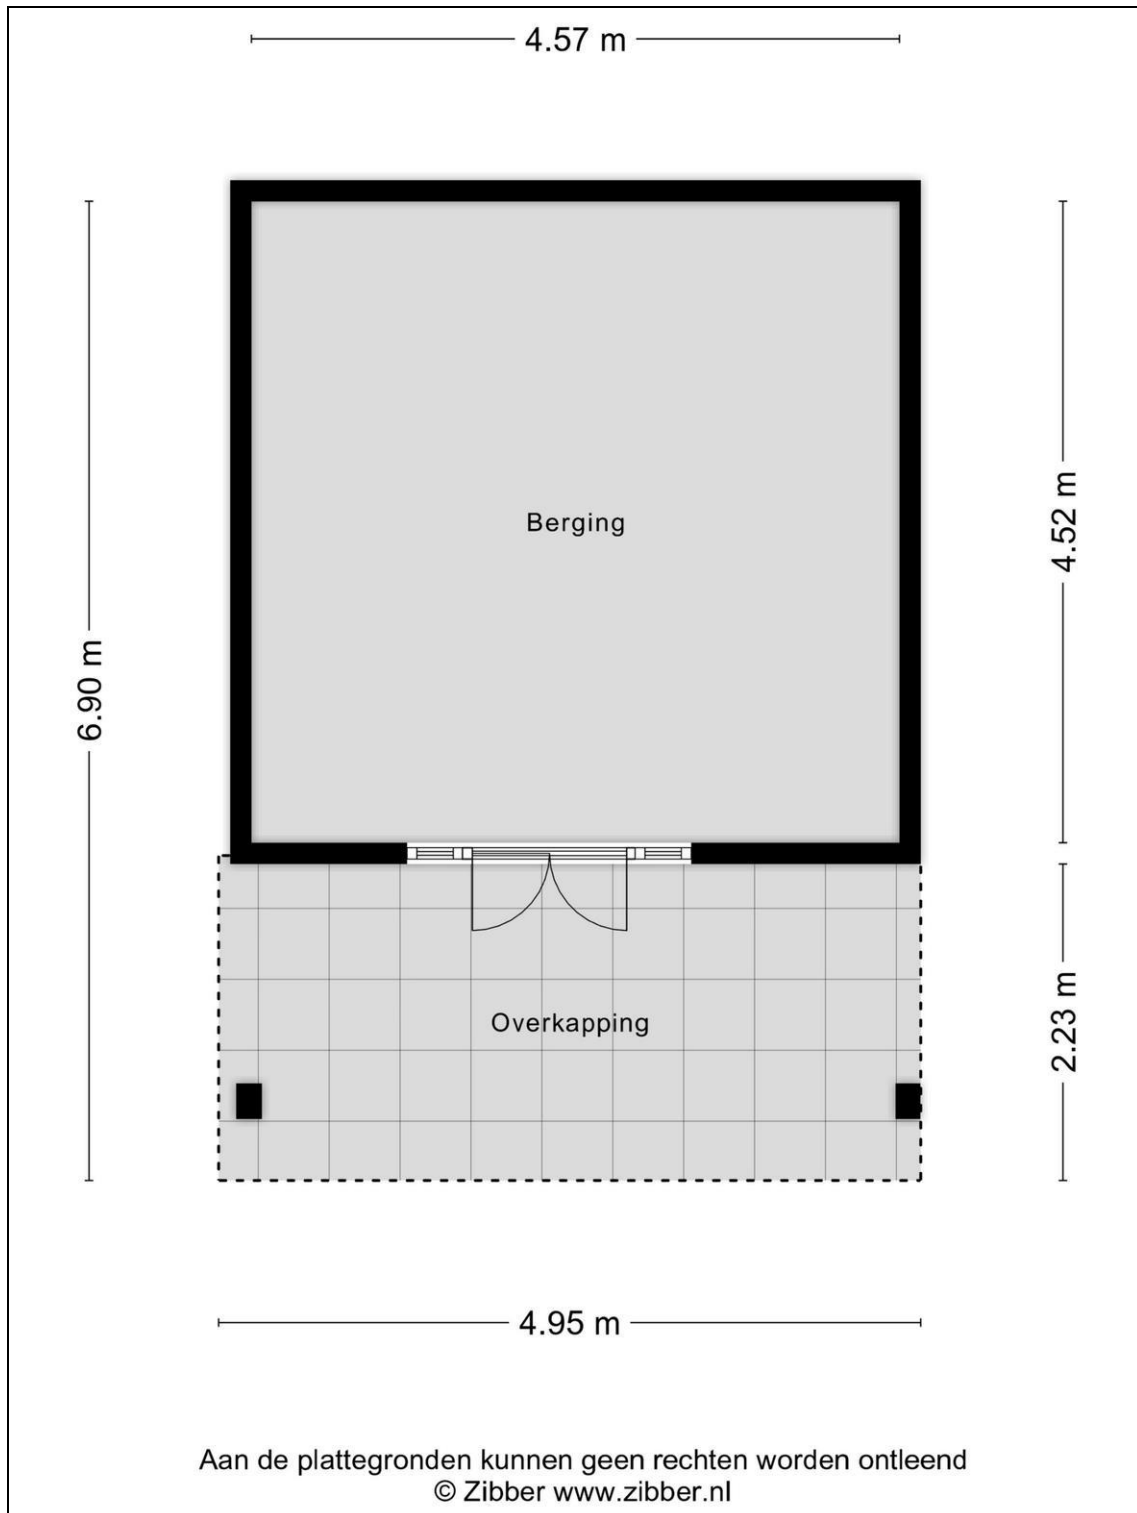 4.57 m
Berging
4.52 m
6.90 m
Overkapping
2.23 m
4.95 m
Aan de plattegronden kunnen geen rechten worden ontleend
© Zibber www.zibber.nl